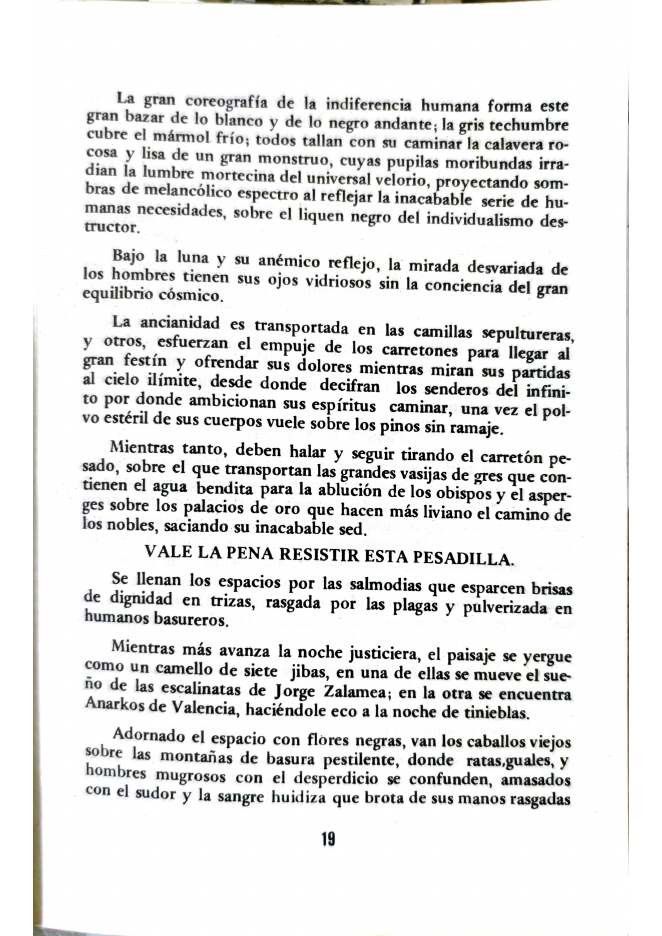 La gran coreografía de la indiferencia humana forma este
gran bazar de lo blanco y de lo negro andante; la gris techumbre
cubre el mármol frío; todos tallan con su caminar la calavera ro-
cosa y lisa de un gran monstruo, cuyas pupilas moribundas irra-
dian la lumbre mortecina del universal velorio, proyectando som-
bras de melancólico espectro al reflejar la inacabable serie de hu-
manas necesidades, sobre el liquen negro del individualismo des-
tructor.
Bajo la luna y su anémico reflejo, la mirada desvariada de
los hombres tienen sus ojos vidriosos sin la conciencia del gran
equilibrio cósmico.
La ancianidad es transportada en las camillas sepultureras,
y otros, esfuerzan el empuje de los carretones para llegar al
gran festín y ofrendar sus dolores mientras miran sus partidas
al cielo ilímite, desde donde decifran los senderos del infini-
to por donde ambicionan sus espíritus caminar, una vez el pol-
vo estéril de sus cuerpos vuele sobre los pinos sin ramaje.
Mientras tanto, deben halar y seguir tirando el carretón pe-
sado, sobre el que transportan las grandes vasijas de gres que con-
tienen el agua bendita para la ablución de los obispos y el asper-
ges sobre los palacios de oro que hacen más liviano el camino de
los nobles, saciando su inacabable sed.
VALE LA PENA RESISTIR ESTA PESADILLA.
Se llenan los espacios por las salmodias que esparcen brisas
de dignidad en trizas, rasgada por las plagas y pulverizada en
humanos basureros.
Mientras más avanza la noche justiciera, el paisaje se yergue
como un camello de siete jibas, en una de ellas se mueve el sue-
ño de las escalinatas de Jorge Zalamea; en la otra se encuentra
Anarkos de Valencia, haciéndole eco a la noche de tinieblas.
Adornado el espacio con flores negras, van los caballos viejos
sobre las montañas de basura pestilente, donde ratas,guales, y
hombres mugrosos con el desperdicio se confunden, amasados
con el sudor y la sangre huidiza que brota de sus manos rasgadas
19